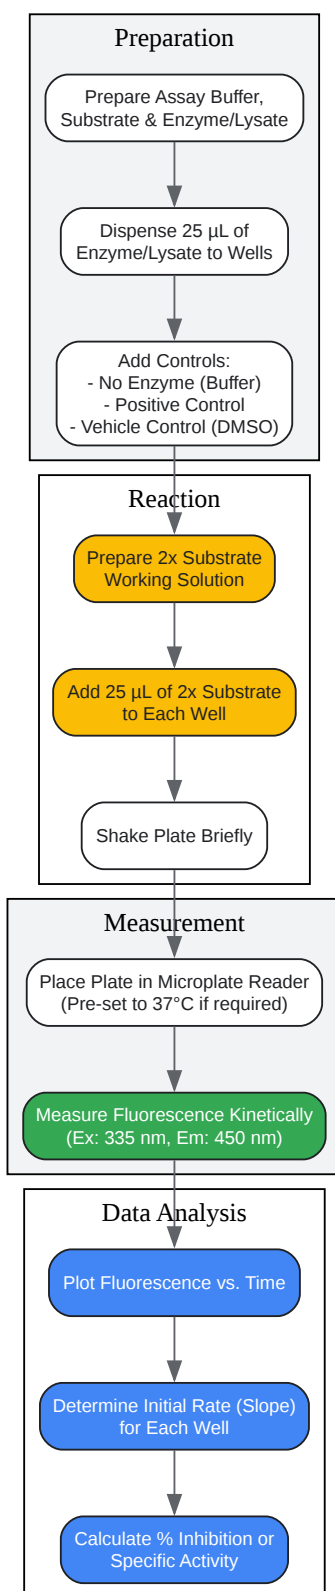 Preparation
Prepare Assay Buffer,
Substrate & Enzyme/Lysate
Dispense 25 µL of
Enzyme/Lysate to Wells
Add Controls:
- No Enzyme (Buffer)
- Positive Control
- Vehicle Control (DMSO)
Reaction
Prepare 2x Substrate
Working Solution
Add 25 µL of 2x Substrate
to Each Well
Shake Plate Briefly
Measurement
Place Plate in Microplate Reader
(Pre-set to 37°C if required)
Measure Fluorescence Kinetically
(Ex: 335 nm, Em: 450 nm)
Data Analysis
Plot Fluorescence vs. Time
Determine Initial Rate (Slope)
for Each Well
Calculate % Inhibition or
Specific Activity